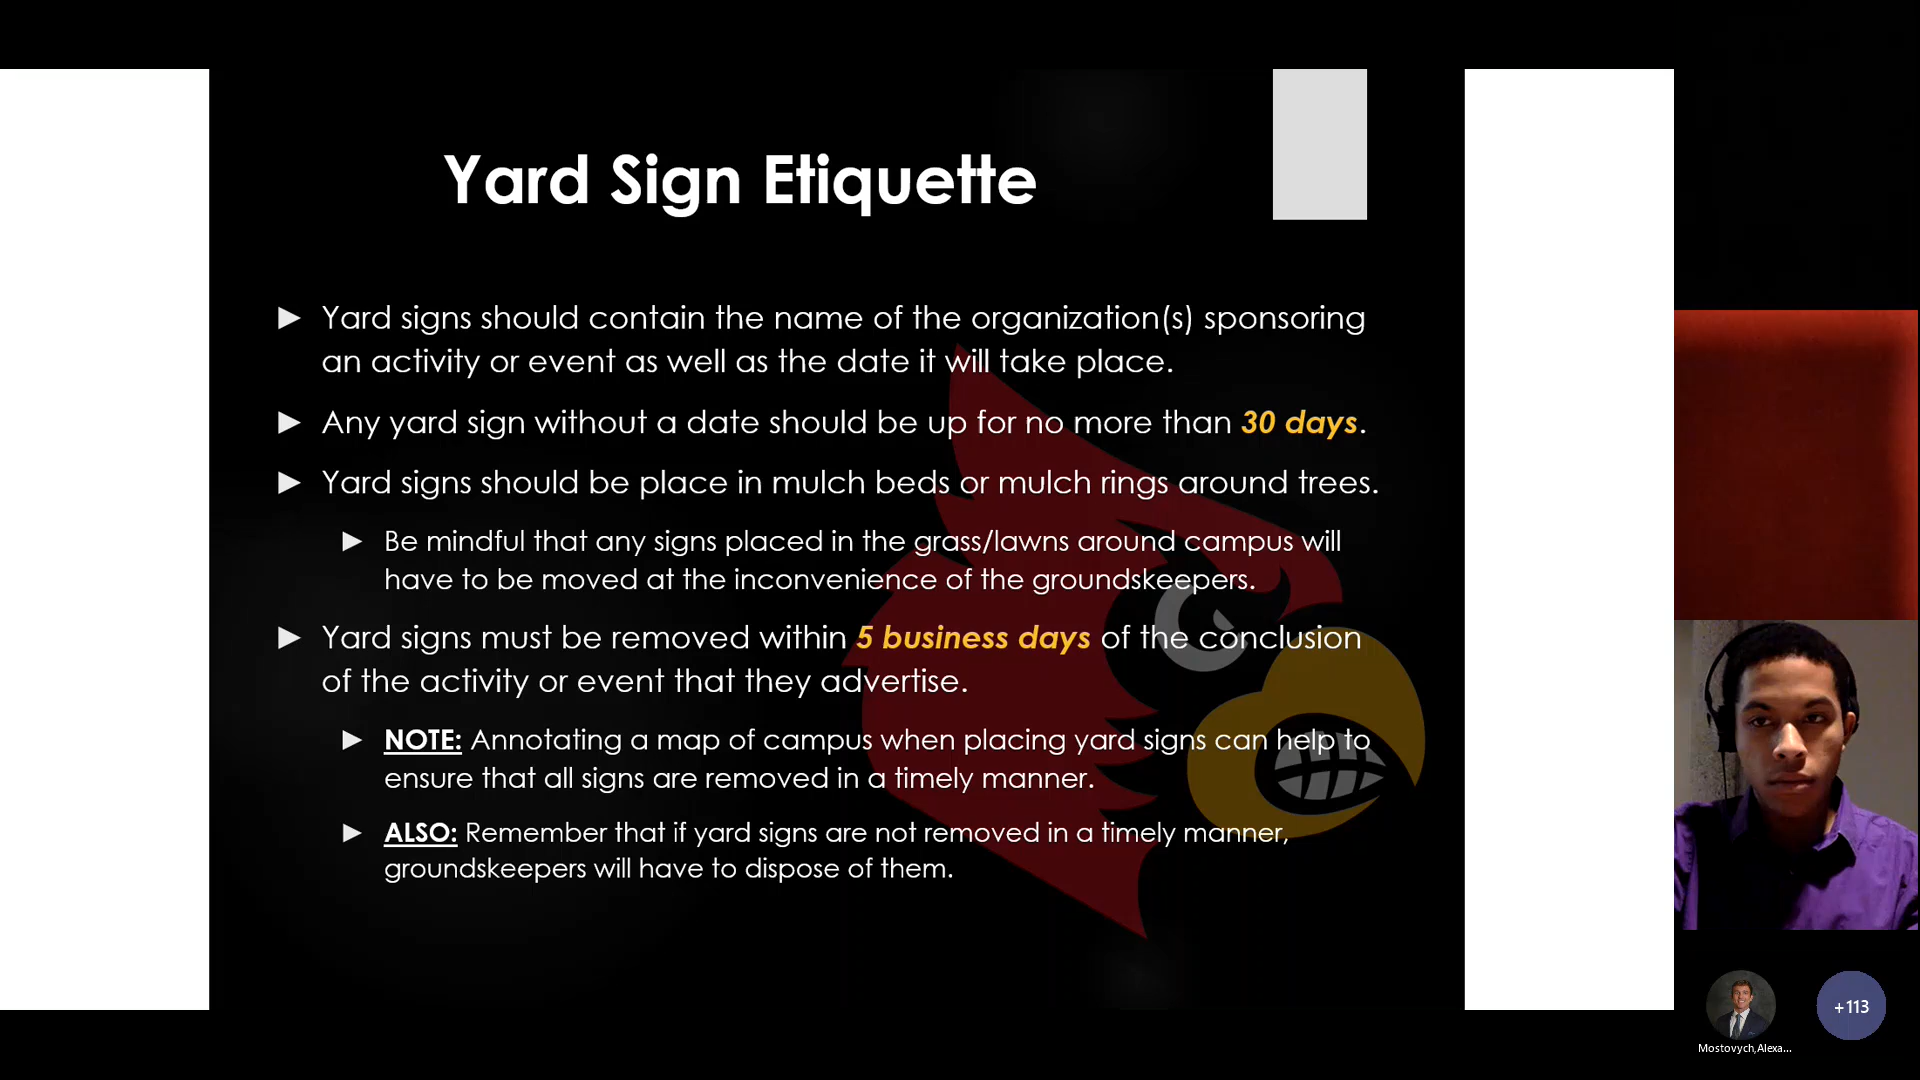 Yard Sign Etiquette
► Yard signs should contain the name of the organization(s) sponsoring
an activity or event as well as the date it will take place.
► Any yard sign without a date should be up for no more than 30 days.
► Yard signs should be place in mulch beds or mulch rings around trees.
► Be mindful that any signs placed in the grass/lawns around campus will
have to be moved at the inconvenience of the groundskeepers.
► Yard signs must be removed within 5 business days of the conclusion
of the activity or event that they advertise.
► NOTE: Annotating a map of campus when placing yard signs can help to
ensure that all signs are removed in a timely manner.
► ALSO: Remember that if yard signs are not removed in a timely manner,
groundskeepers will have to dispose of them.
+113
Mostovych,Alexa...